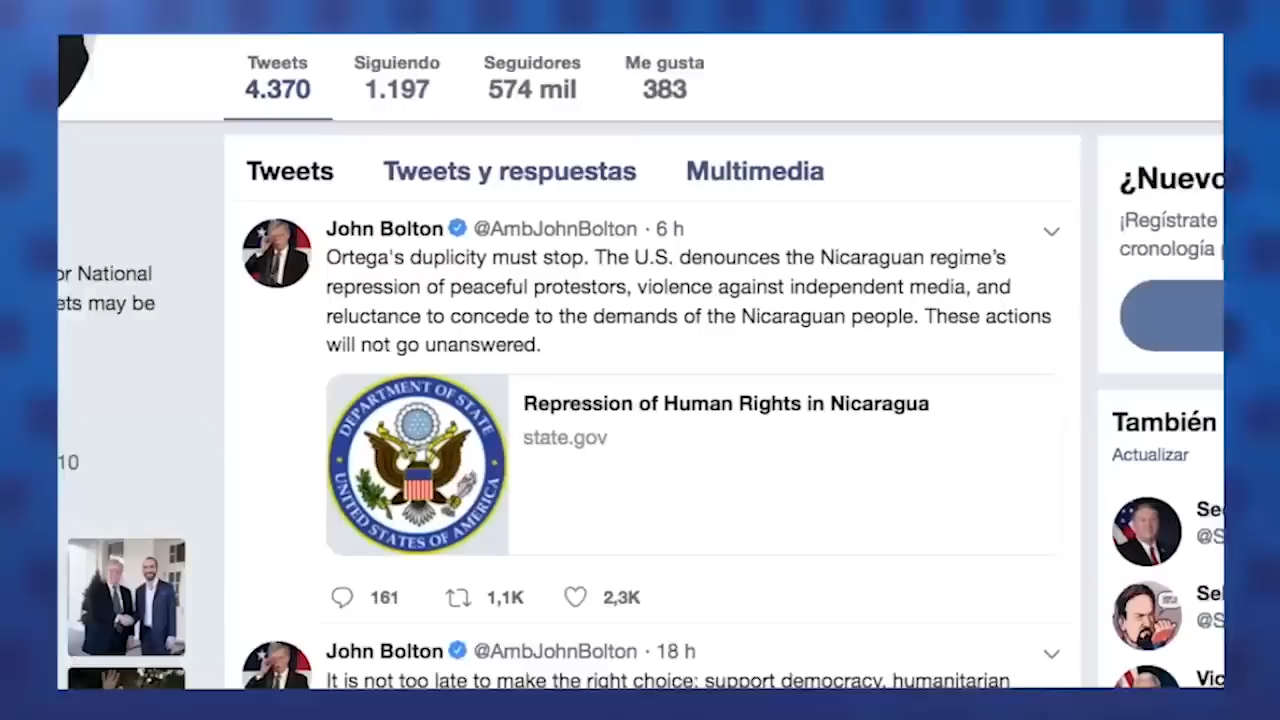 Tweets
4.370
Siguiendo
1.197
Seguidores
574 mil
Me gusta
383
Tweets
Tweets y respuestas
Multimedia
John Bolton @AmbJohnBolton · 6 h
Ortega's duplicity must stop. The U.S. denounces the Nicaraguan regime's
repression of peaceful protestors, violence against independent media, and
reluctance to concede to the demands of the Nicaraguan people. These actions
will not go unanswered.
DEPARTMENT OF STATE
UNITED STATES OF AMERICA
Repression of Human Rights in Nicaragua
state.gov
161
1,1K
2,3K
John Bolton @AmbJohnBolton · 18 h
It is not too late to make the right choice: support democracy, humanitarian
or National
ets may be
10
¿Nuevo
¡Regístrate
cronología
También
Actualizar
Se
@S
Sel
@S
Vic